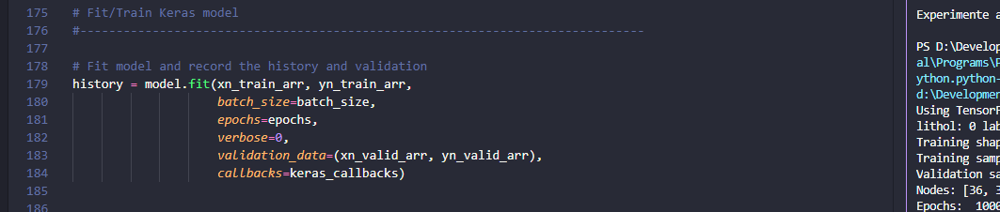 175 # Fit/Train Keras model
176 #------------------------------------------------------------------------------
177
178 # Fit model and record the history and validation
179 history = model.fit(xn_train_arr, yn_train_arr,
180 batch_size=batch_size,
181 epochs=epochs,
182 verbose=0,
183 validation_data=(xn_valid_arr, yn_valid_arr),
184 callbacks=keras_callbacks)
185
186
Experimente a
PS D:\Develop
al\Programs\P
ython.python-
d:\Developmen
Using TensorF
lithol: 0 lab
Training shap
Training samp
Validation sa
Nodes: [36, 3
Epochs: 1000